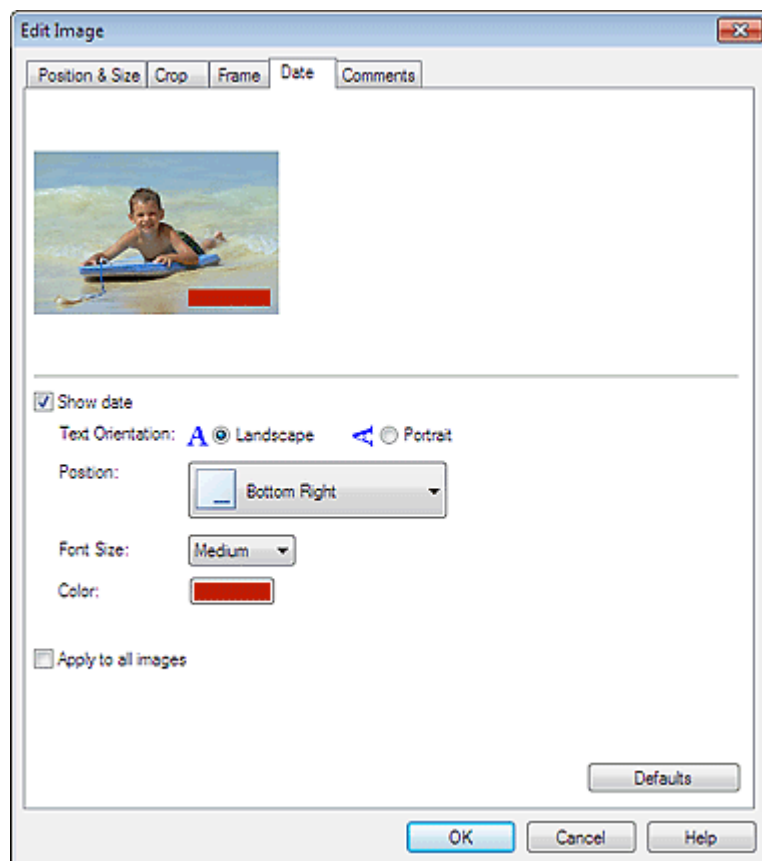 Edit Image
Position & Size Crop Frame Date Comments
Show date
Text Orientation: A Landscape A Portrait
Position: Bottom Right
Font Size: Medium
Color:
Apply to all images
Defaults
OK Cancel Help